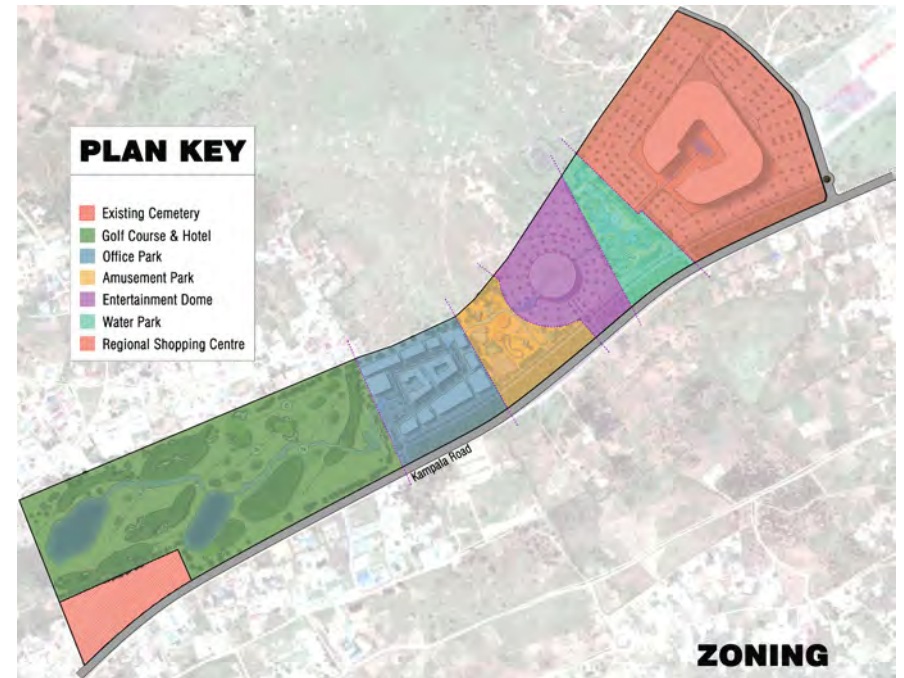 PLAN KEY
Existing Cemetery
Golf Course & Hotel
Office Park
Amusement Park
Entertainment Dome
Water Park
Regional Shopping Centre
Kampala Road
ZONING